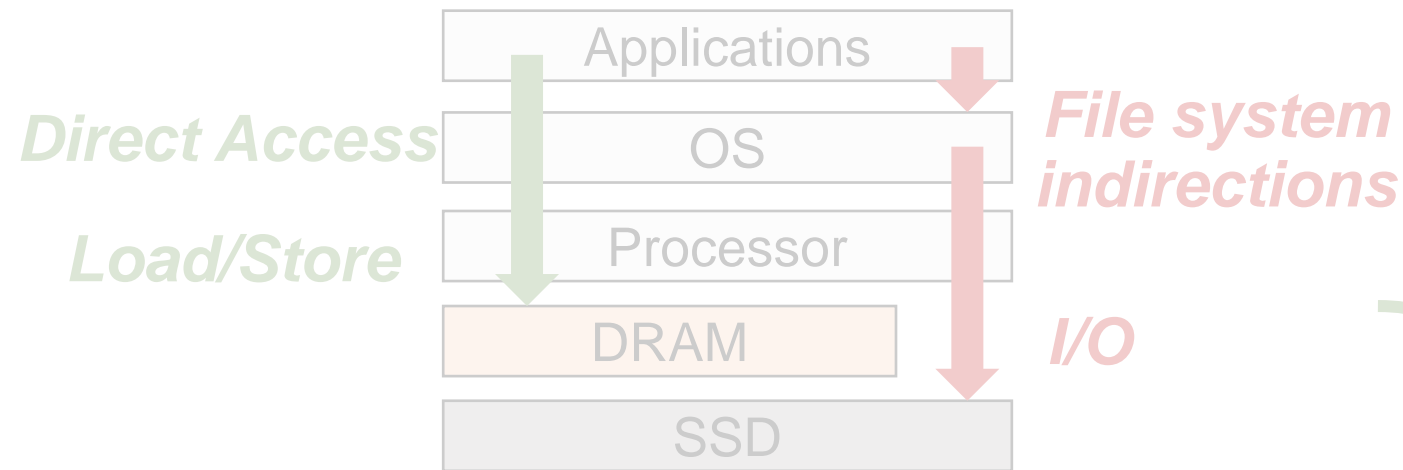 Applications
Direct Access
OS
File system
indirections
Load/Store
Processor
DRAM
I/O
SSD